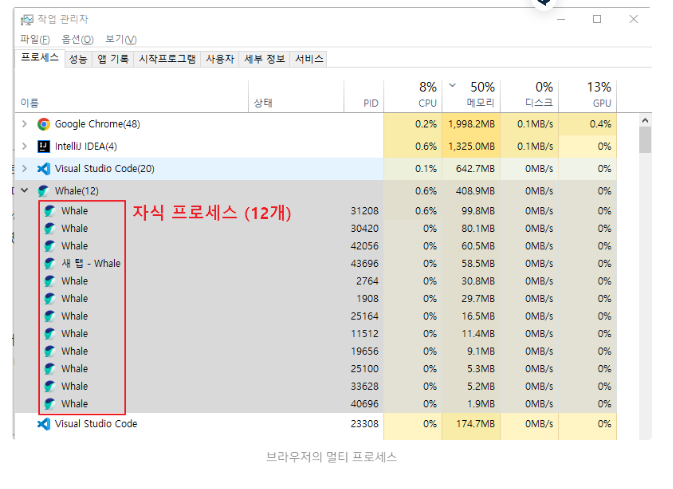 작업 관리자
파일(F) 옵션(O) 보기(V)
프로세스 성능 앱 기록 시작프로그램 사용자 세부 정보 서비스
8% 50% 0% 13%
이름 상태 PID CPU 메모리 디스크 GPU
Google Chrome(48) 0.2% 1,998.2MB 0.1MB/s 0.4%
IntelliJ IDEA(4) 0.6% 1,325.0MB 0.1MB/s 0%
Visual Studio Code(20) 0.1% 642.7MB 0MB/s 0%
Whale(12) 0.6% 408.9MB 0MB/s 0%
Whale 31208 0.6% 99.8MB 0MB/s 0%
자식 프로세스 (12개)
Whale 30420 0% 80.1MB 0MB/s 0%
Whale 42056 0% 60.5MB 0MB/s 0%
새 탭 - Whale 43696 0% 58.5MB 0MB/s 0%
Whale 2764 0% 30.8MB 0MB/s 0%
Whale 1908 0% 29.7MB 0MB/s 0%
Whale 25164 0% 16.5MB 0MB/s 0%
Whale 11512 0% 11.4MB 0MB/s 0%
Whale 19656 0% 9.1MB 0MB/s 0%
Whale 25100 0% 5.3MB 0MB/s 0%
Whale 33628 0% 5.2MB 0MB/s 0%
Whale 40696 0% 1.9MB 0MB/s 0%
Visual Studio Code 23308 0% 174.7MB 0MB/s 0%
브라우저의 멀티 프로세스